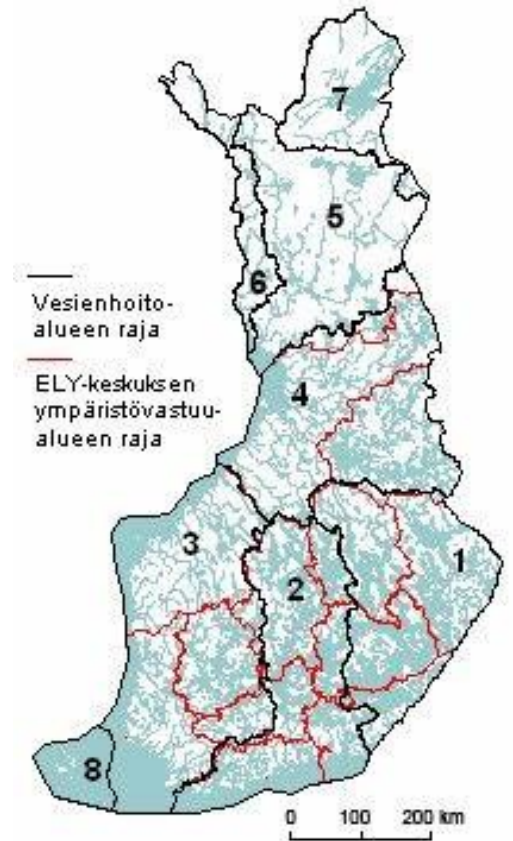 7
5
6
Vesienhoito-
alueen raja
ELY-keskuksen
ympäristövastuu-
alueen raja
4
3
2
1
8
0 100 200 km